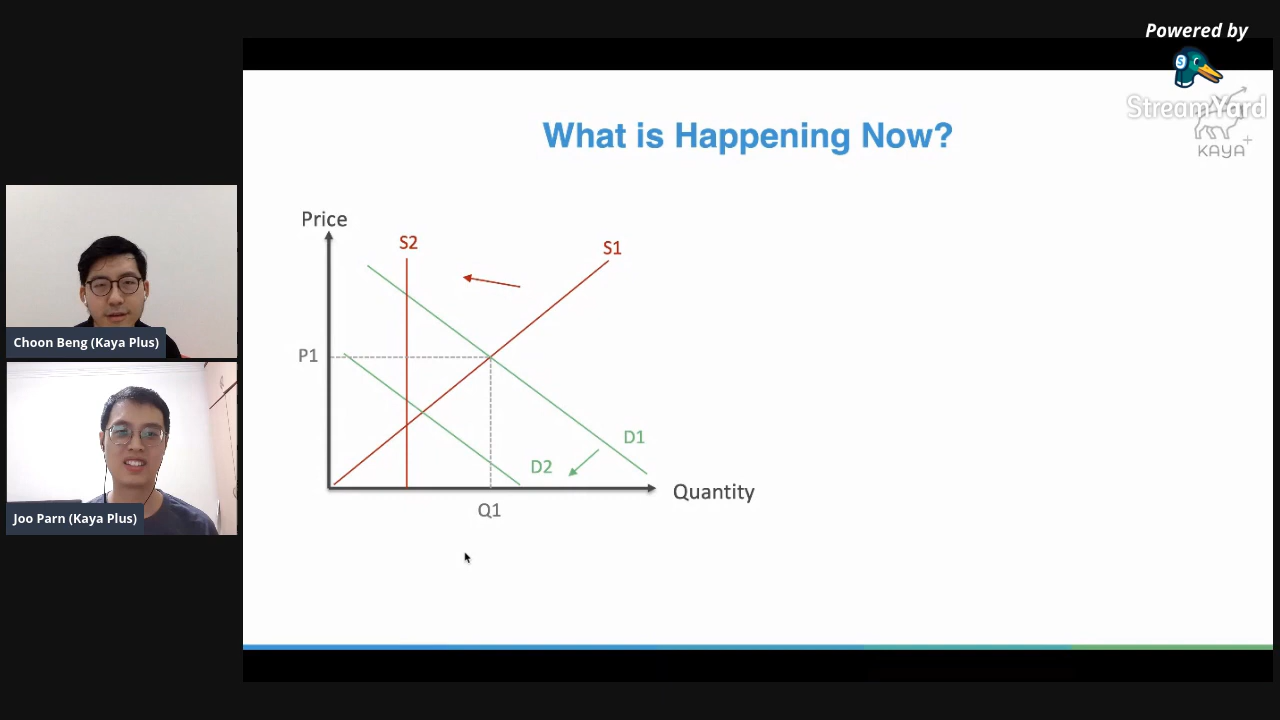 Powered by
StreamYard
KAYA+
What is Happening Now?
Price
S2
S1
P1
D1
D2
Quantity
Q1
Choon Beng (Kaya Plus)
Joo Parn (Kaya Plus)